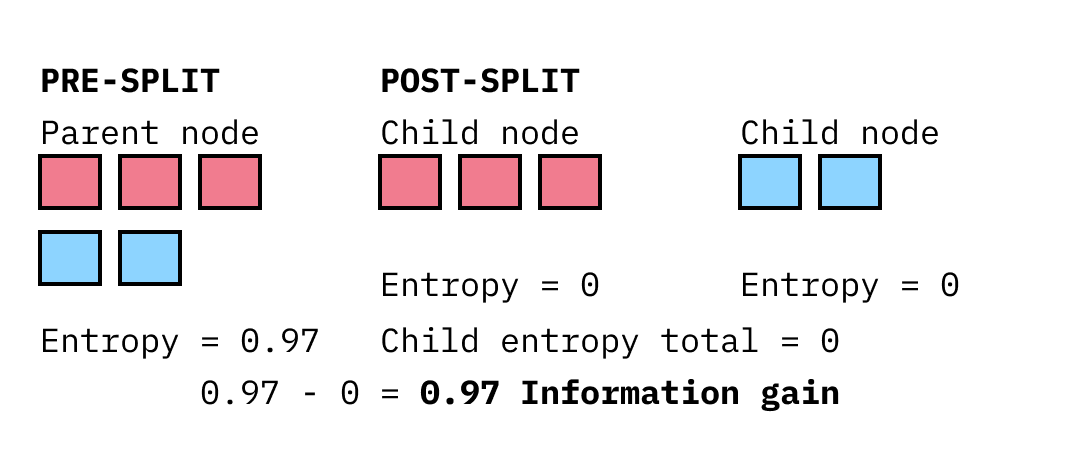 PRE-SPLIT
POST-SPLIT
Parent node
Child node
Child node
Entropy = 0
Entropy = 0
Entropy = 0.97
Child entropy total = 0
0.97 - 0 = 0.97 Information gain